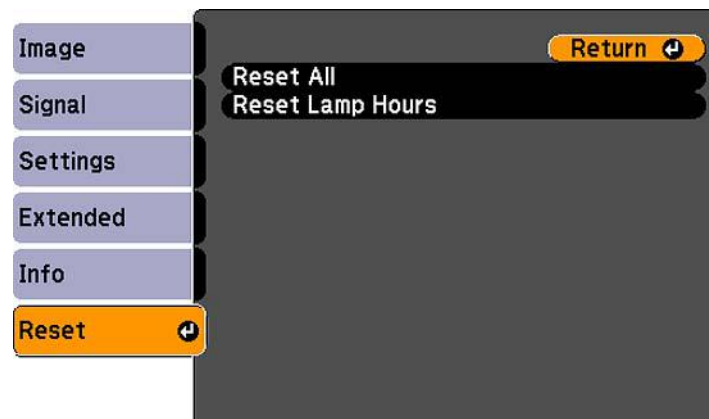 Image
Signal
Settings
Extended
Info
Reset
Return
Reset All
Reset Lamp Hours